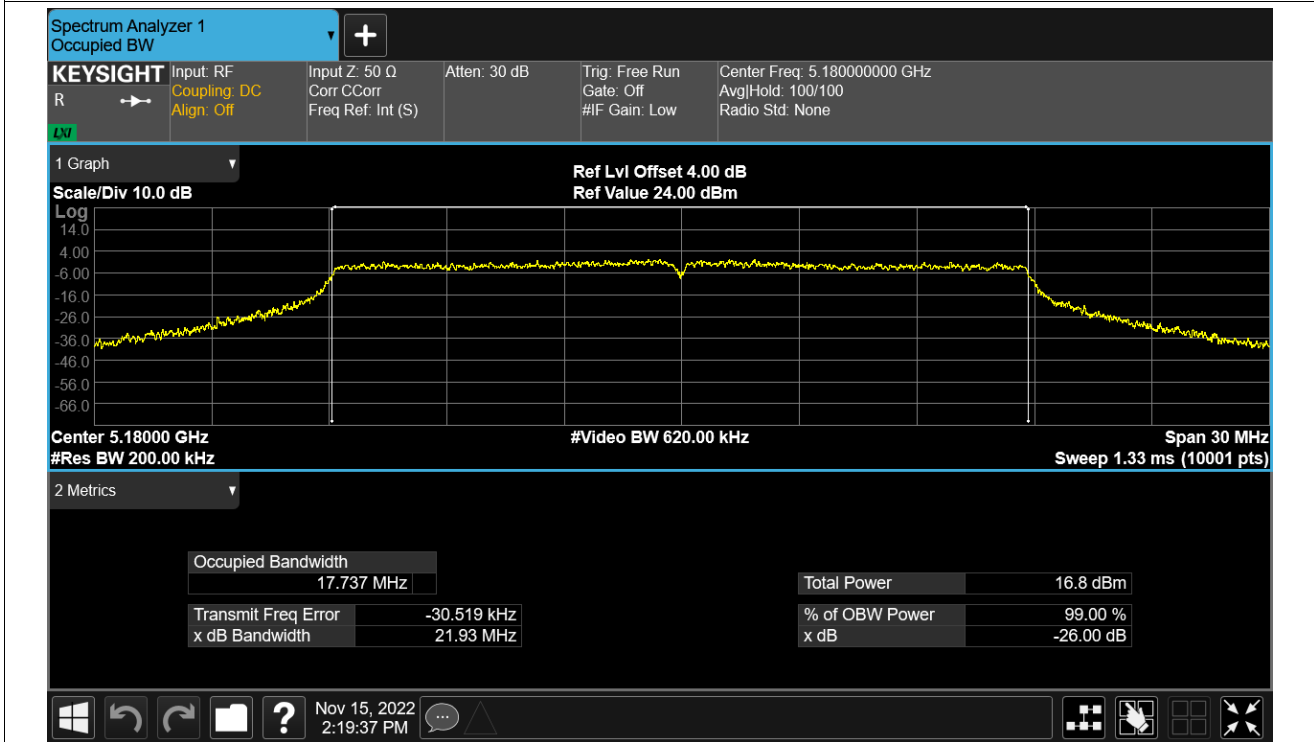 Spectrum Analyzer 1
Occupied BW
KEYSIGHT Input: RF Input Z: 50 Ω Atten: 30 dB Trig: Free Run Center Freq: 5.180000000 GHz
R Coupling: DC Corr CCorr Gate: Off Avg|Hold: 100/100
Align: Off Freq Ref: Int (S) #IF Gain: Low Radio Std: None
LXI
1 Graph
Ref Lvl Offset 4.00 dB
Scale/Div 10.0 dB Ref Value 24.00 dBm
Log
14.0
4.00
-6.00
-16.0
-26.0
-36.0
-46.0
-56.0
-66.0
Center 5.18000 GHz #Video BW 620.00 kHz Span 30 MHz
#Res BW 200.00 kHz Sweep 1.33 ms (10001 pts)
2 Metrics
Occupied Bandwidth
17.737 MHz Total Power 16.8 dBm
Transmit Freq Error -30.519 kHz % of OBW Power 99.00 %
x dB Bandwidth 21.93 MHz x dB -26.00 dB
? Nov 15, 2022
2:19:37 PM